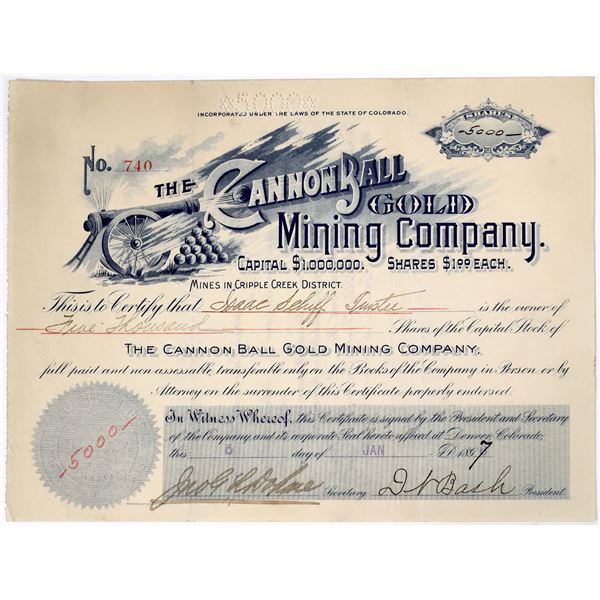 *5000*
INCORPORATED UNDER THE LAWS OF THE STATE OF COLORADO.
SHARES
-5000-
No. 740
THE CANNON BALL
GOLD
Mining Company.
CAPITAL $1,000,000. SHARES $1.00 EACH.
MINES IN CRIPPLE CREEK DISTRICT.
This is to Certify that Isaac Schiff Trustee is the owner of
Five Thousand Shares of the Capital Stock of
THE CANNON BALL GOLD MINING COMPANY,
full paid and non assessable, transferable only on the Books of the Company in Person or by
Attorney on the surrender of this Certificate properly endorsed.
In Witness Whereof, this Certificate is signed by the President and Secretary
of the Company and its corporate Seal hereto affixed at Denver, Colorado,
this 5 day of JAN A.D. 1897
-5000-
Secretary D N Bash President.